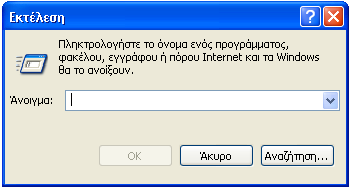 Εκτέλεση
Πληκτρολογήστε το όνομα ενός προγράμματος,
φακέλου, εγγράφου ή πόρου Internet και τα Windows
θα το ανοίξουν.
Άνοιγμα:
OK
Άκυρο
Αναζήτηση...